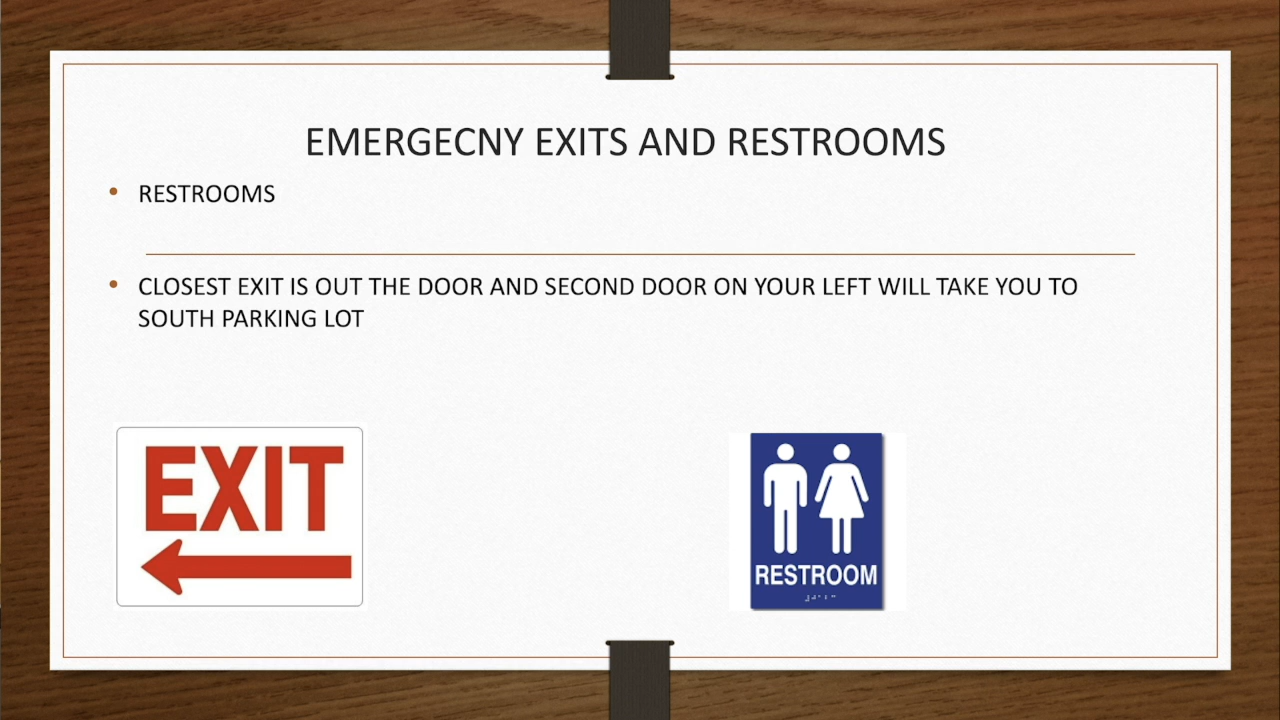 EMERGECNY EXITS AND RESTROOMS
RESTROOMS
CLOSEST EXIT IS OUT THE DOOR AND SECOND DOOR ON YOUR LEFT WILL TAKE YOU TO
SOUTH PARKING LOT
EXIT
RESTROOM